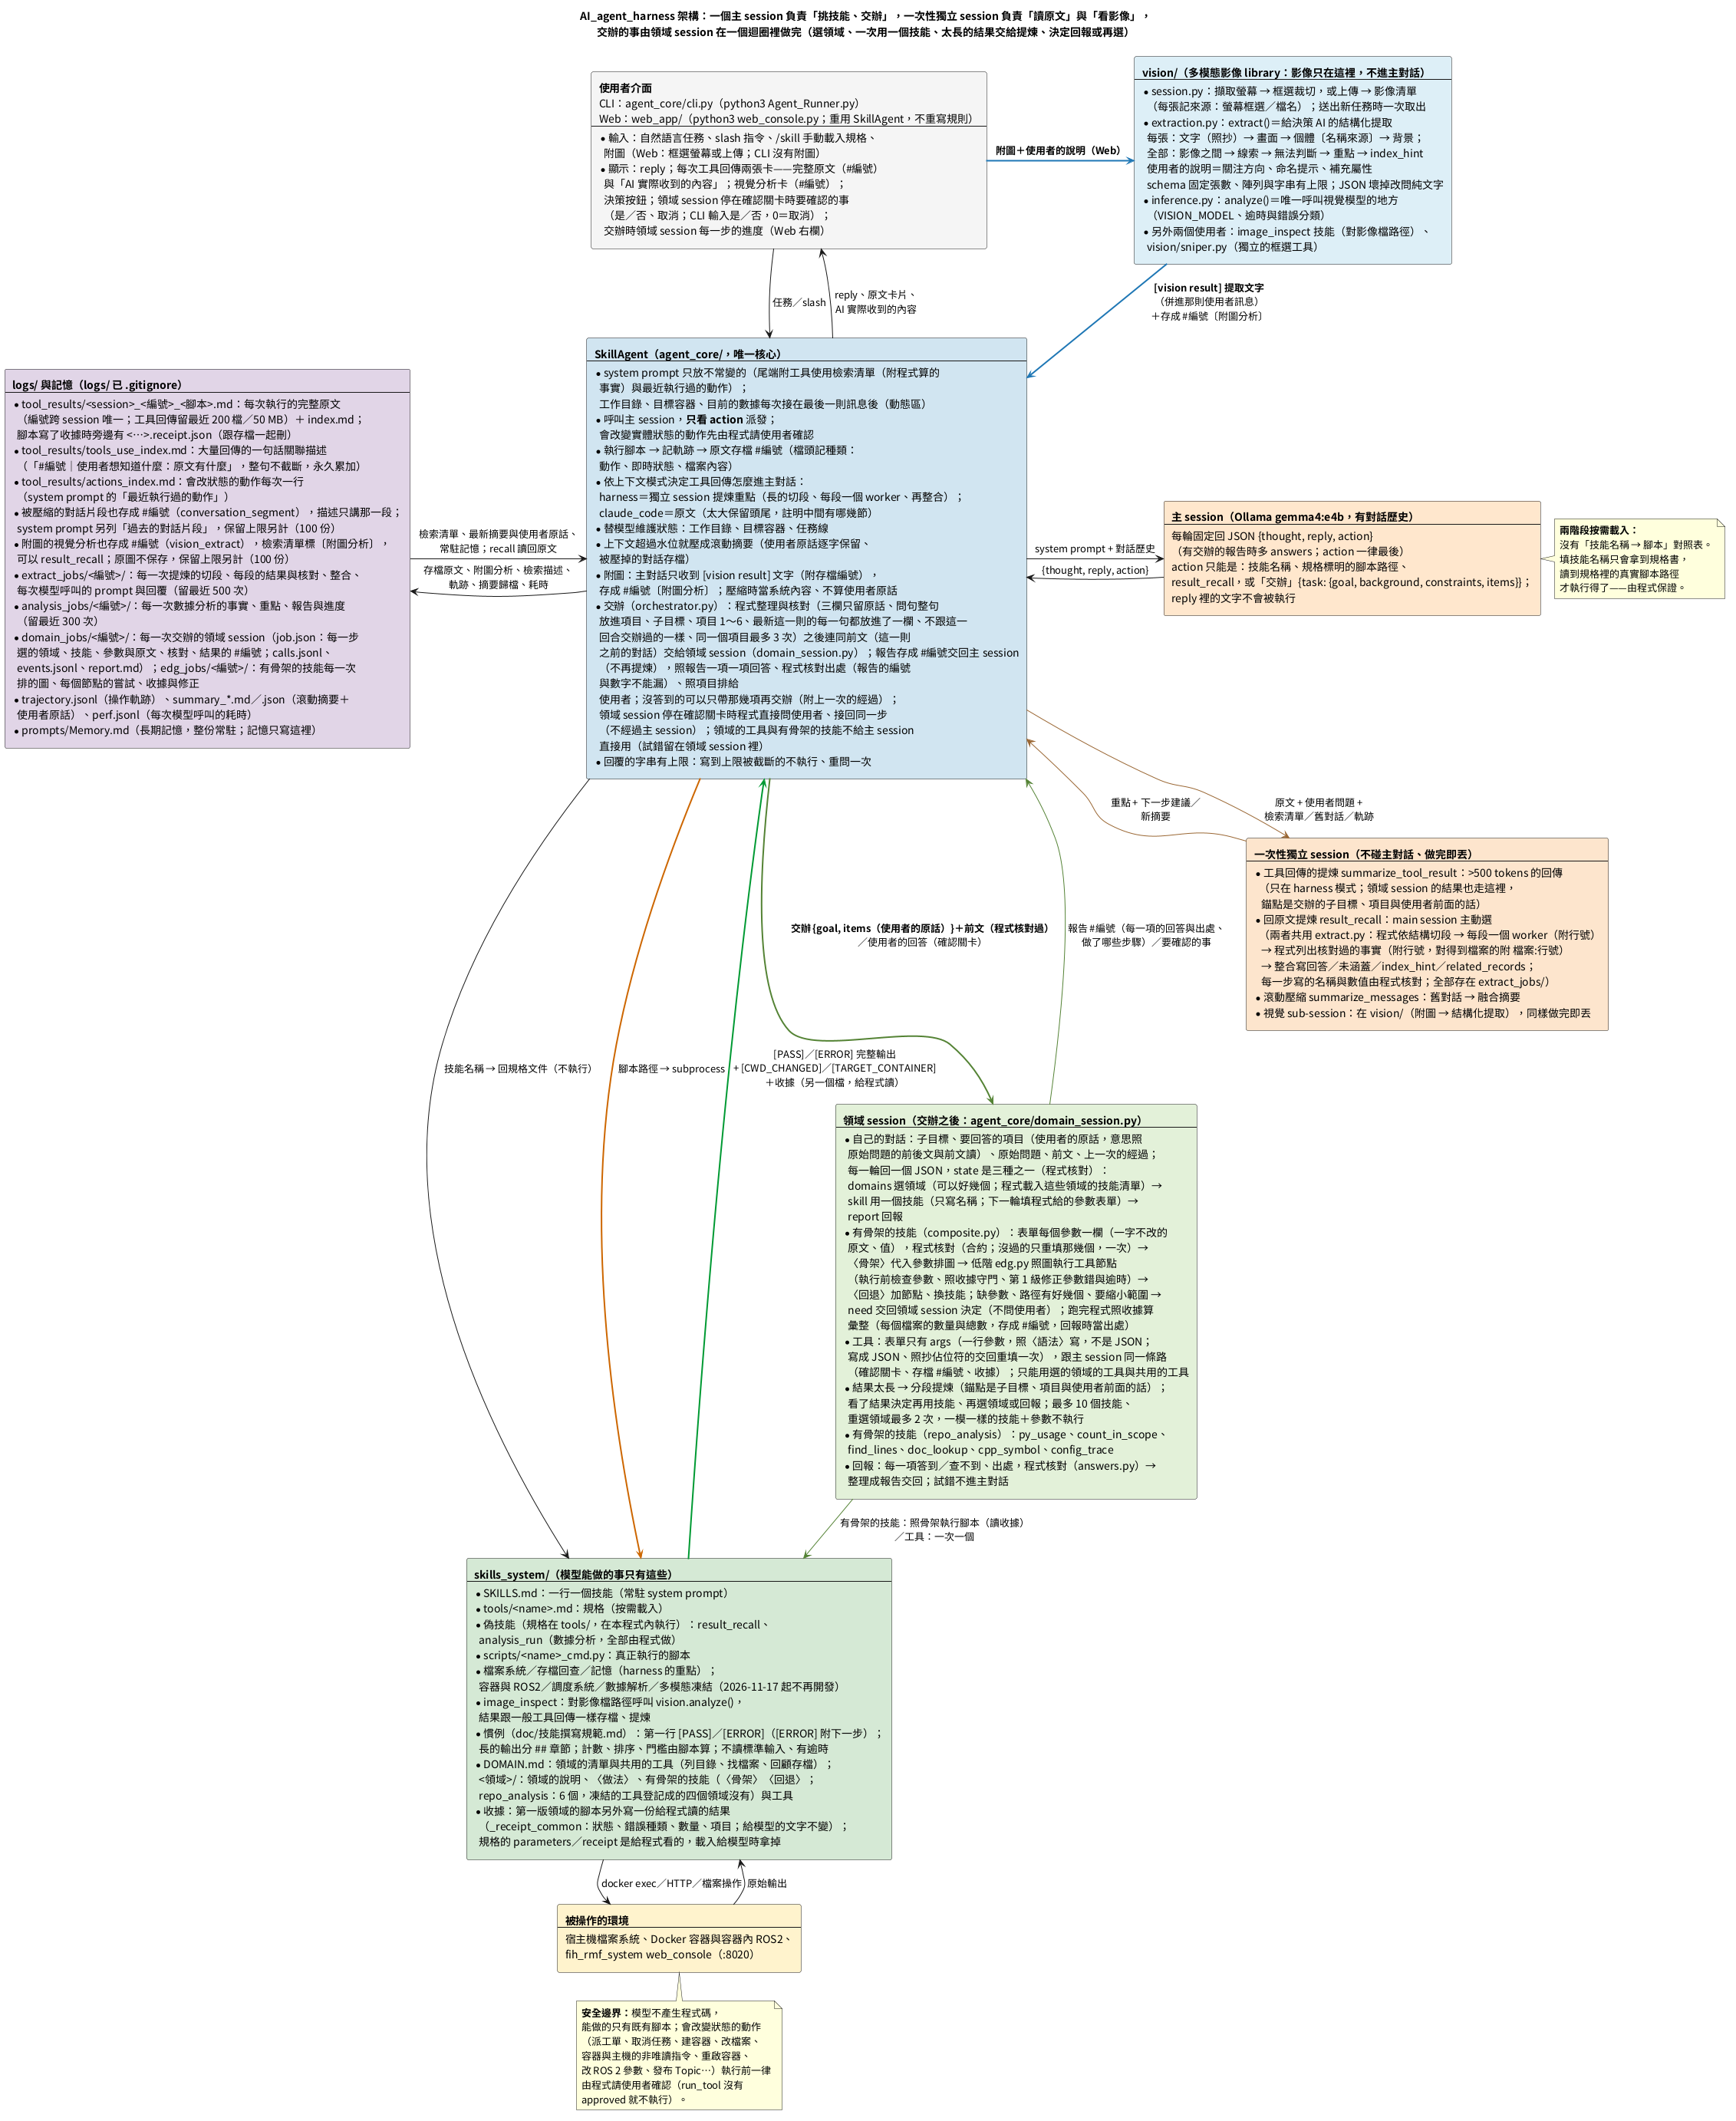 AI_agent_harness 架構：一個主 session 負責「挑技能、交辦」，一次性獨立 session 負責「讀原文」與「看影像」，
交辦的事由領域 session 在一個迴圈裡做完（選領域、一次用一個技能、太長的結果交給提煉、決定回報或再選）
使用者介面
CLI：agent_core/cli.py（python3 Agent_Runner.py）
Web：web_app/（python3 web_console.py；重用 SkillAgent，不重寫規則）
• 輸入：自然語言任務、slash 指令、/skill 手動載入規格、
附圖（Web：框選螢幕或上傳；CLI 沒有附圖）
• 顯示：reply；每次工具回傳兩張卡——完整原文（#編號）
與「AI 實際收到的內容」；視覺分析卡（#編號）；
決策按鈕；領域 session 停在確認關卡時要確認的事
（是／否、取消；CLI 輸入是／否，0＝取消）；
交辦時領域 session 每一步的進度（Web 右欄）
附圖＋使用者的說明（Web）
vision/（多模態影像 library：影像只在這裡，不進主對話）
• session.py：擷取螢幕 → 框選裁切，或上傳 → 影像清單
（每張記來源：螢幕框選／檔名）；送出新任務時一次取出
• extraction.py：extract()＝給決策 AI 的結構化提取
每張：文字（照抄）→ 畫面 → 個體〔名稱來源〕→ 背景；
全部：影像之間 → 線索 → 無法判斷 → 重點 → index_hint
使用者的說明＝關注方向、命名提示、補充屬性
schema 固定張數、陣列與字串有上限；JSON 壞掉改問純文字
• inference.py：analyze()＝唯一呼叫視覺模型的地方
（VISION_MODEL、逾時與錯誤分類）
• 另外兩個使用者：image_inspect 技能（對影像檔路徑）、
vision/sniper.py（獨立的框選工具）
任務／slash
reply、原文卡片、
AI 實際收到的內容
[vision result] 提取文字
（併進那則使用者訊息）
＋存成 #編號〔附圖分析〕
logs/ 與記憶（logs/ 已 .gitignore）
• tool_results/<session>_<編號>_<腳本>.md：每次執行的完整原文
（編號跨 session 唯一；工具回傳留最近 200 檔／50 MB）＋ index.md；
腳本寫了收據時旁邊有 <…>.receipt.json（跟存檔一起刪）
• tool_results/tools_use_index.md：大量回傳的一句話關聯描述
（「#編號｜使用者想知道什麼：原文有什麼」，整句不截斷，永久累加）
• tool_results/actions_index.md：會改狀態的動作每次一行
（system prompt 的「最近執行過的動作」）
• 被壓縮的對話片段也存成 #編號（conversation_segment），描述只講那一段；
system prompt 另列「過去的對話片段」，保留上限另計（100 份）
• 附圖的視覺分析也存成 #編號（vision_extract），檢索清單標〔附圖分析〕，
可以 result_recall；原圖不保存，保留上限另計（100 份）
• extract_jobs/<編號>/：每一次提煉的切段、每段的結果與核對、整合、
每次模型呼叫的 prompt 與回覆（留最近 500 次）
• analysis_jobs/<編號>/：每一次數據分析的事實、重點、報告與進度
（留最近 300 次）
• domain_jobs/<編號>/：每一次交辦的領域 session（job.json：每一步
選的領域、技能、參數與原文、核對、結果的 #編號；calls.jsonl、
events.jsonl、report.md）；edg_jobs/<編號>/：有骨架的技能每一次
排的圖、每個節點的嘗試、收據與修正
• trajectory.jsonl（操作軌跡）、summary_*.md／.json（滾動摘要＋
使用者原話）、perf.jsonl（每次模型呼叫的耗時）
• prompts/Memory.md（長期記憶，整份常駐；記憶只寫這裡）
檢索清單、最新摘要與使用者原話、
常駐記憶；recall 讀回原文
存檔原文、附圖分析、檢索描述、
軌跡、摘要歸檔、耗時
SkillAgent（agent_core/，唯一核心）
• system prompt 只放不常變的（尾端附工具使用檢索清單（附程式算的
事實）與最近執行過的動作）；
工作目錄、目標容器、目前的數據每次接在最後一則訊息後（動態區）
• 呼叫主 session，只看 action 派發；
會改變實體狀態的動作先由程式請使用者確認
• 執行腳本 → 記軌跡 → 原文存檔 #編號（檔頭記種類：
動作、即時狀態、檔案內容）
• 依上下文模式決定工具回傳怎麼進主對話：
harness＝獨立 session 提煉重點（長的切段、每段一個 worker、再整合）；
claude_code＝原文（太大保留頭尾，註明中間有哪幾節）
• 替模型維護狀態：工作目錄、目標容器、任務線
• 上下文超過水位就壓成滾動摘要（使用者原話逐字保留、
被壓掉的對話存檔）
• 附圖：主對話只收到 [vision result] 文字（附存檔編號），
存成 #編號〔附圖分析〕；壓縮時當系統內容、不算使用者原話
• 交辦（orchestrator.py）：程式整理與核對（三欄只留原話、問句整句
放進項目、子目標、項目 1～6、最新這一則的每一句都放進了一欄、不跟這一
回合交辦過的一樣、同一個項目最多 3 次）之後連同前文（這一則
之前的對話）交給領域 session（domain_session.py）；報告存成 #編號交回主 session
（不再提煉），照報告一項一項回答、程式核對出處（報告的編號
與數字不能漏）、照項目排給
使用者；沒答到的可以只帶那幾項再交辦（附上一次的經過）；
領域 session 停在確認關卡時程式直接問使用者、接回同一步
（不經過主 session）；領域的工具與有骨架的技能不給主 session
直接用（試錯留在領域 session 裡）
• 回覆的字串有上限：寫到上限被截斷的不執行、重問一次
system prompt + 對話歷史
{thought, reply, action}
主 session（Ollama gemma4:e4b，有對話歷史）
每輪固定回 JSON {thought, reply, action}
（有交辦的報告時多 answers；action 一律最後）
action 只能是：技能名稱、規格標明的腳本路徑、
result_recall，或「交辦」{task: {goal, background, constraints, items}}；
reply 裡的文字不會被執行
兩階段按需載入：
沒有「技能名稱 → 腳本」對照表。
填技能名稱只會拿到規格書，
讀到規格裡的真實腳本路徑
才執行得了——由程式保證。
重點 + 下一步建議／
新摘要
原文 + 使用者問題 +
檢索清單／舊對話／軌跡
一次性獨立 session（不碰主對話、做完即丟）
• 工具回傳的提煉 summarize_tool_result：>500 tokens 的回傳
（只在 harness 模式；領域 session 的結果也走這裡，
錨點是交辦的子目標、項目與使用者前面的話）
• 回原文提煉 result_recall：main session 主動選
（兩者共用 extract.py：程式依結構切段 → 每段一個 worker（附行號）
→ 程式列出核對過的事實（附行號，對得到檔案的附 檔案:行號）
→ 整合寫回答／未涵蓋／index_hint／related_records；
每一步寫的名稱與數值由程式核對；全部存在 extract_jobs/）
• 滾動壓縮 summarize_messages：舊對話 → 融合摘要
• 視覺 sub-session：在 vision/（附圖 → 結構化提取），同樣做完即丟
交辦 {goal, items（使用者的原話）}＋前文（程式核對過）
／使用者的回答（確認關卡）
報告 #編號（每一項的回答與出處、
做了哪些步驟）／要確認的事
技能名稱 → 回規格文件（不執行）
腳本路徑 → subprocess
[PASS]／[ERROR] 完整輸出
+ [CWD_CHANGED]／[TARGET_CONTAINER]
＋收據（另一個檔，給程式讀）
領域 session（交辦之後：agent_core/domain_session.py）
• 自己的對話：子目標、要回答的項目（使用者的原話，意思照
原始問題的前後文與前文讀）、原始問題、前文、上一次的經過；
每一輪回一個 JSON，state 是三種之一（程式核對）：
domains 選領域（可以好幾個；程式載入這些領域的技能清單）→
skill 用一個技能（只寫名稱；下一輪填程式給的參數表單）→
report 回報
• 有骨架的技能（composite.py）：表單每個參數一欄（一字不改的
原文、值），程式核對（合約；沒過的只重填那幾個，一次）→
〈骨架〉代入參數排圖 → 低階 edg.py 照圖執行工具節點
（執行前檢查參數、照收據守門、第 1 級修正參數錯與逾時）→
〈回退〉加節點、換技能；缺參數、路徑有好幾個、要縮小範圍 →
need 交回領域 session 決定（不問使用者）；跑完程式照收據算
彙整（每個檔案的數量與總數，存成 #編號，回報時當出處）
• 工具：表單只有 args（一行參數，照〈語法〉寫，不是 JSON；
寫成 JSON、照抄佔位符的交回重填一次），跟主 session 同一條路
（確認關卡、存檔 #編號、收據）；只能用選的領域的工具與共用的工具
• 結果太長 → 分段提煉（錨點是子目標、項目與使用者前面的話）；
看了結果決定再用技能、再選領域或回報；最多 10 個技能、
重選領域最多 2 次，一模一樣的技能＋參數不執行
• 有骨架的技能（repo_analysis）：py_usage、count_in_scope、
find_lines、doc_lookup、cpp_symbol、config_trace
• 回報：每一項答到／查不到、出處，程式核對（answers.py）→
整理成報告交回；試錯不進主對話
有骨架的技能：照骨架執行腳本（讀收據）
／工具：一次一個
skills_system/（模型能做的事只有這些）
• SKILLS.md：一行一個技能（常駐 system prompt）
• tools/<name>.md：規格（按需載入）
• 偽技能（規格在 tools/，在本程式內執行）：result_recall、
analysis_run（數據分析，全部由程式做）
• scripts/<name>_cmd.py：真正執行的腳本
• 檔案系統／存檔回查／記憶（harness 的重點）；
容器與 ROS2／調度系統／數據解析／多模態凍結（2026-11-17 起不再開發）
• image_inspect：對影像檔路徑呼叫 vision.analyze()，
結果跟一般工具回傳一樣存檔、提煉
• 慣例（doc/技能撰寫規範.md）：第一行 [PASS]／[ERROR]（[ERROR] 附下一步）；
長的輸出分 ## 章節；計數、排序、門檻由腳本算；不讀標準輸入、有逾時
• DOMAIN.md：領域的清單與共用的工具（列目錄、找檔案、回顧存檔）；
<領域>/：領域的說明、〈做法〉、有骨架的技能（〈骨架〉〈回退〉；
repo_analysis：6 個，凍結的工具登記成的四個領域沒有）與工具
• 收據：第一版領域的腳本另外寫一份給程式讀的結果
（_receipt_common：狀態、錯誤種類、數量、項目；給模型的文字不變）；
規格的 parameters／receipt 是給程式看的，載入給模型時拿掉
docker exec／HTTP／檔案操作
原始輸出
被操作的環境
宿主機檔案系統、Docker 容器與容器內 ROS2、
fih_rmf_system web_console（:8020）
安全邊界：模型不產生程式碼，
能做的只有既有腳本；會改變狀態的動作
（派工單、取消任務、建容器、改檔案、
容器與主機的非唯讀指令、重啟容器、
改 ROS 2 參數、發布 Topic…）執行前一律
由程式請使用者確認（run_tool 沒有
approved 就不執行）。